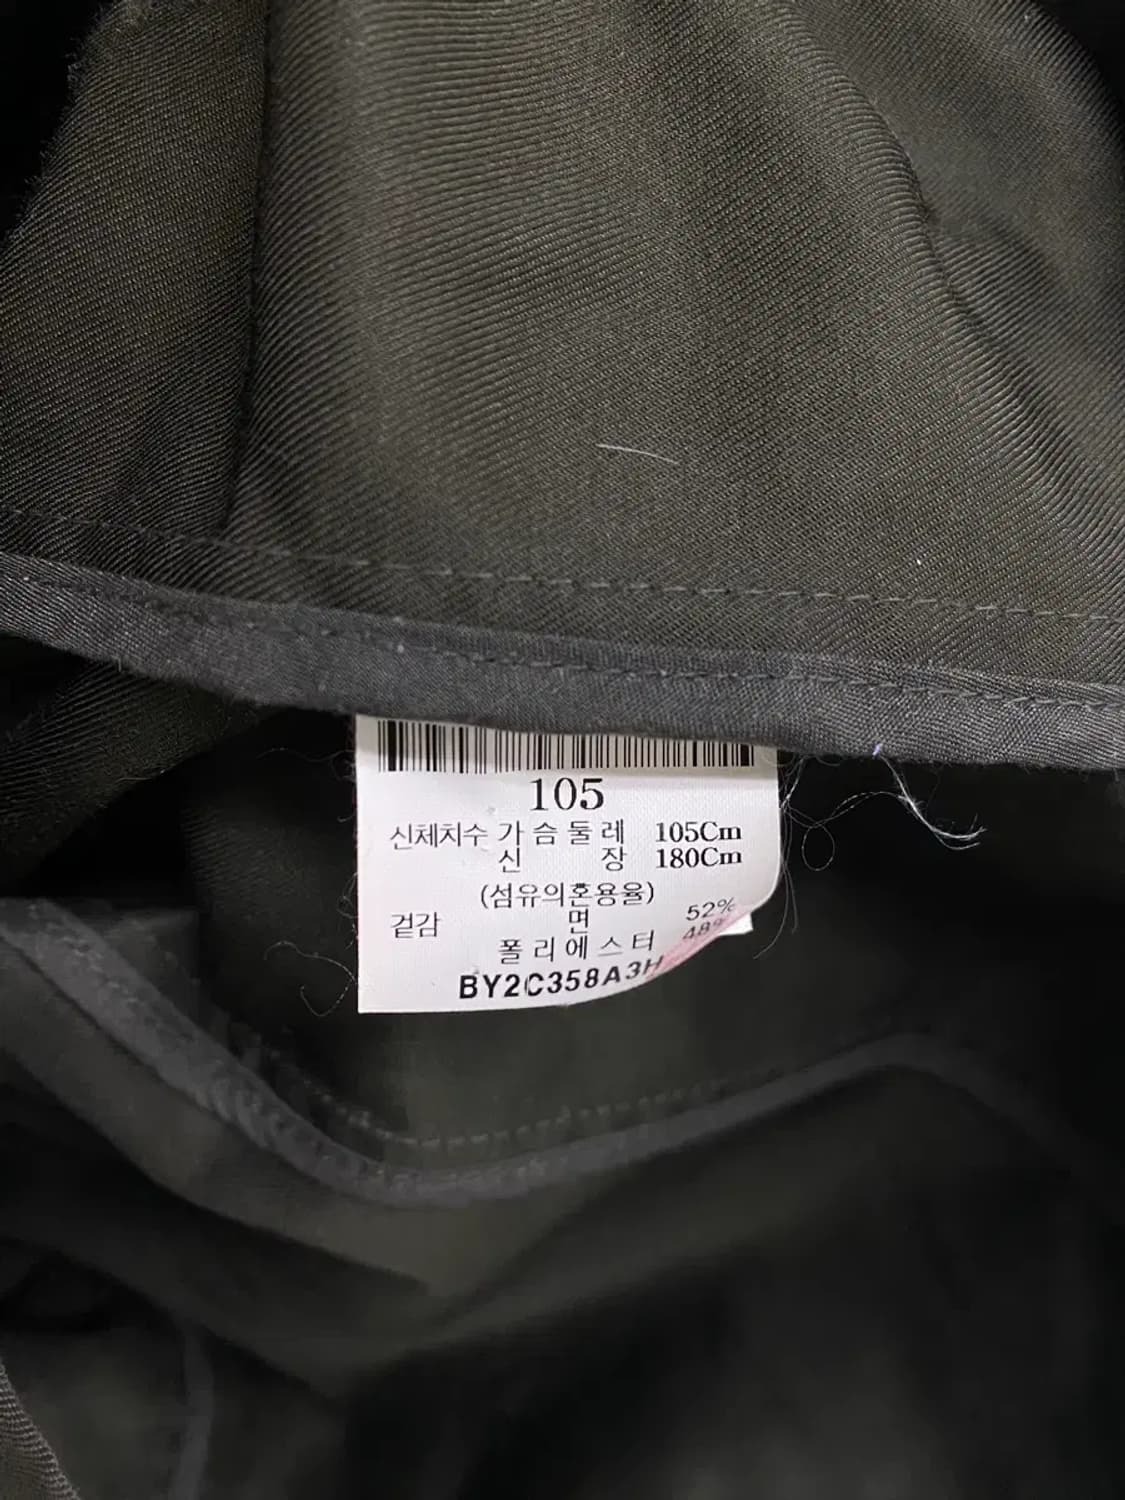 105
신체치수 가슴둘레 105Cm
신장 180Cm
(섬유의혼용율)
겉감 면 52%
폴리에스터 48%
BY2C358A3H